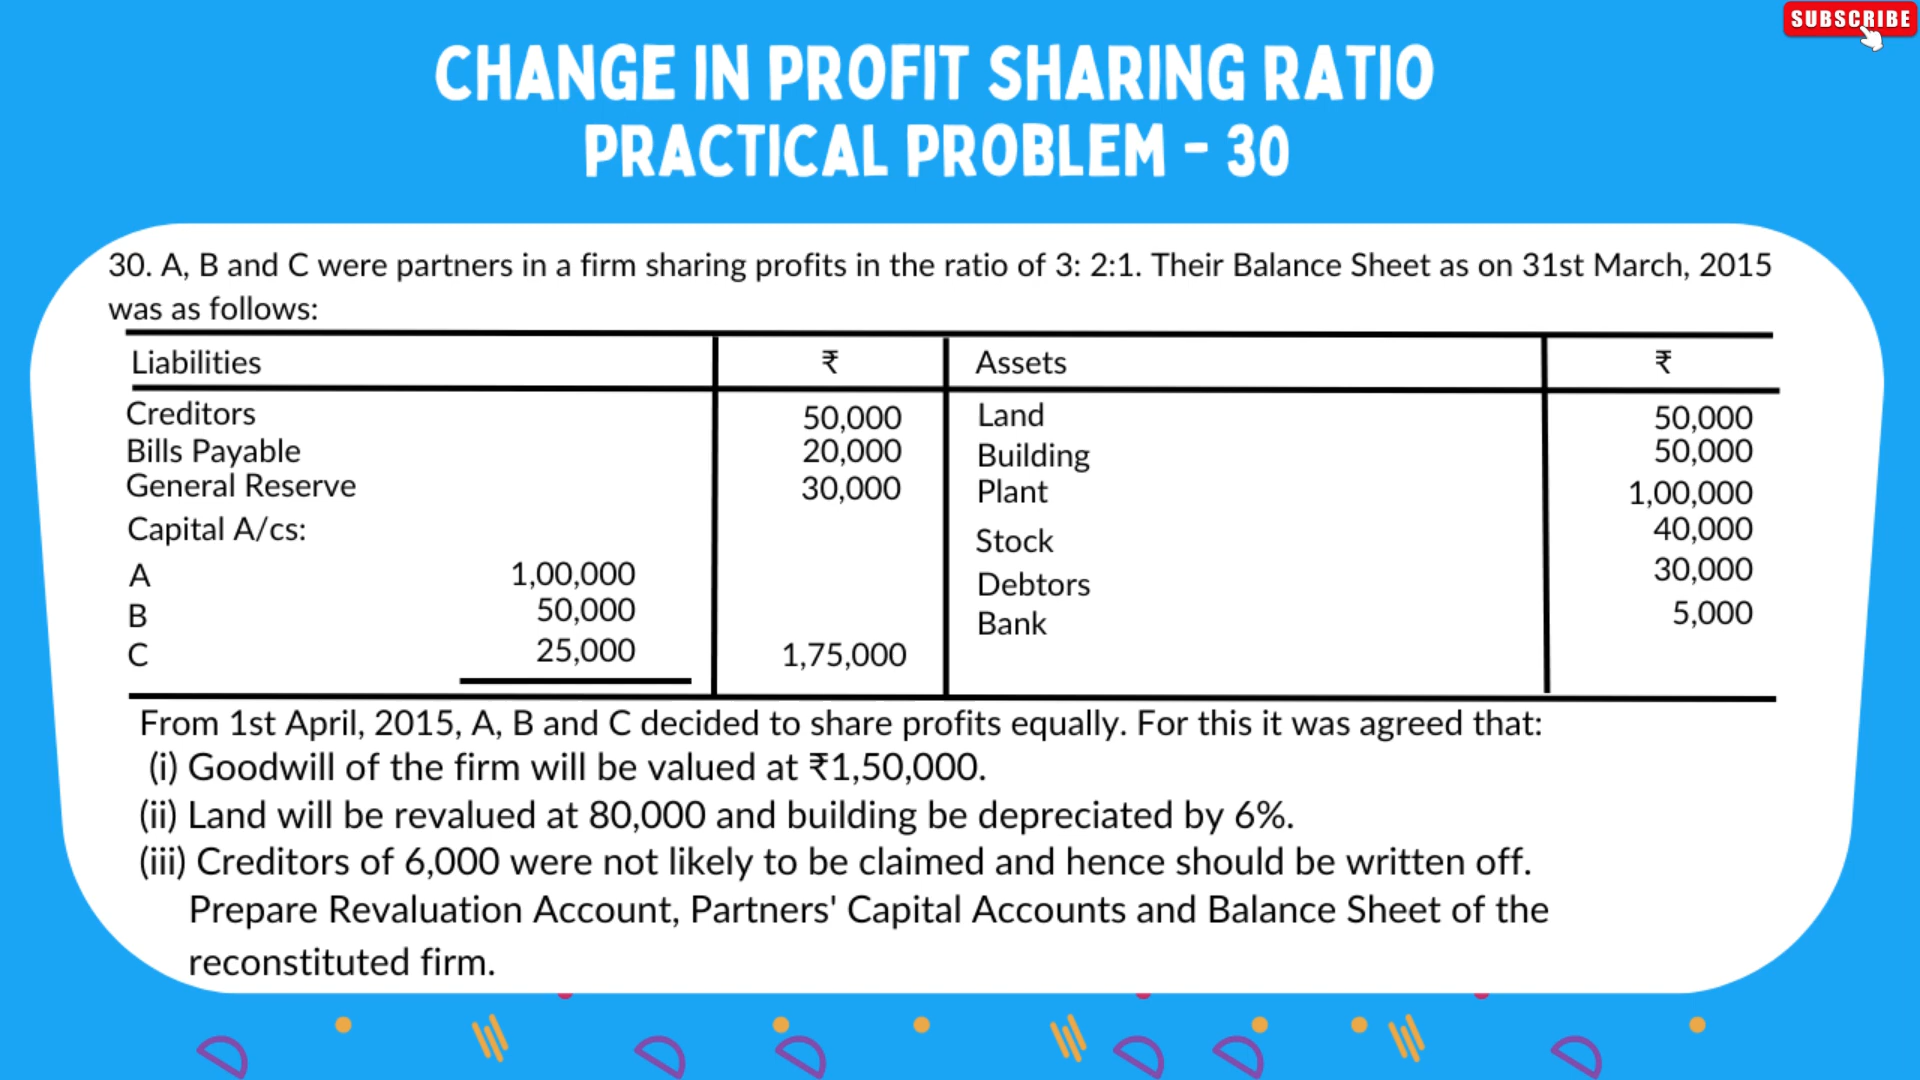 SUBSCRIBE
CHANGE IN PROFIT SHARING RATIO
PRACTICAL PROBLEM - 30
30. A, B and C were partners in a firm sharing profits in the ratio of 3: 2:1. Their Balance Sheet as on 31st March, 2015
was as follows:
Liabilities ₹ Assets ₹
Creditors 50,000 Land 50,000
Bills Payable 20,000 Building 50,000
General Reserve 30,000 Plant 1,00,000
Capital A/cs: Stock 40,000
A 1,00,000 Debtors 30,000
B 50,000 Bank 5,000
C 25,000 1,75,000
From 1st April, 2015, A, B and C decided to share profits equally. For this it was agreed that:
(i) Goodwill of the firm will be valued at ₹1,50,000.
(ii) Land will be revalued at 80,000 and building be depreciated by 6%.
(iii) Creditors of 6,000 were not likely to be claimed and hence should be written off.
Prepare Revaluation Account, Partners' Capital Accounts and Balance Sheet of the
reconstituted firm.